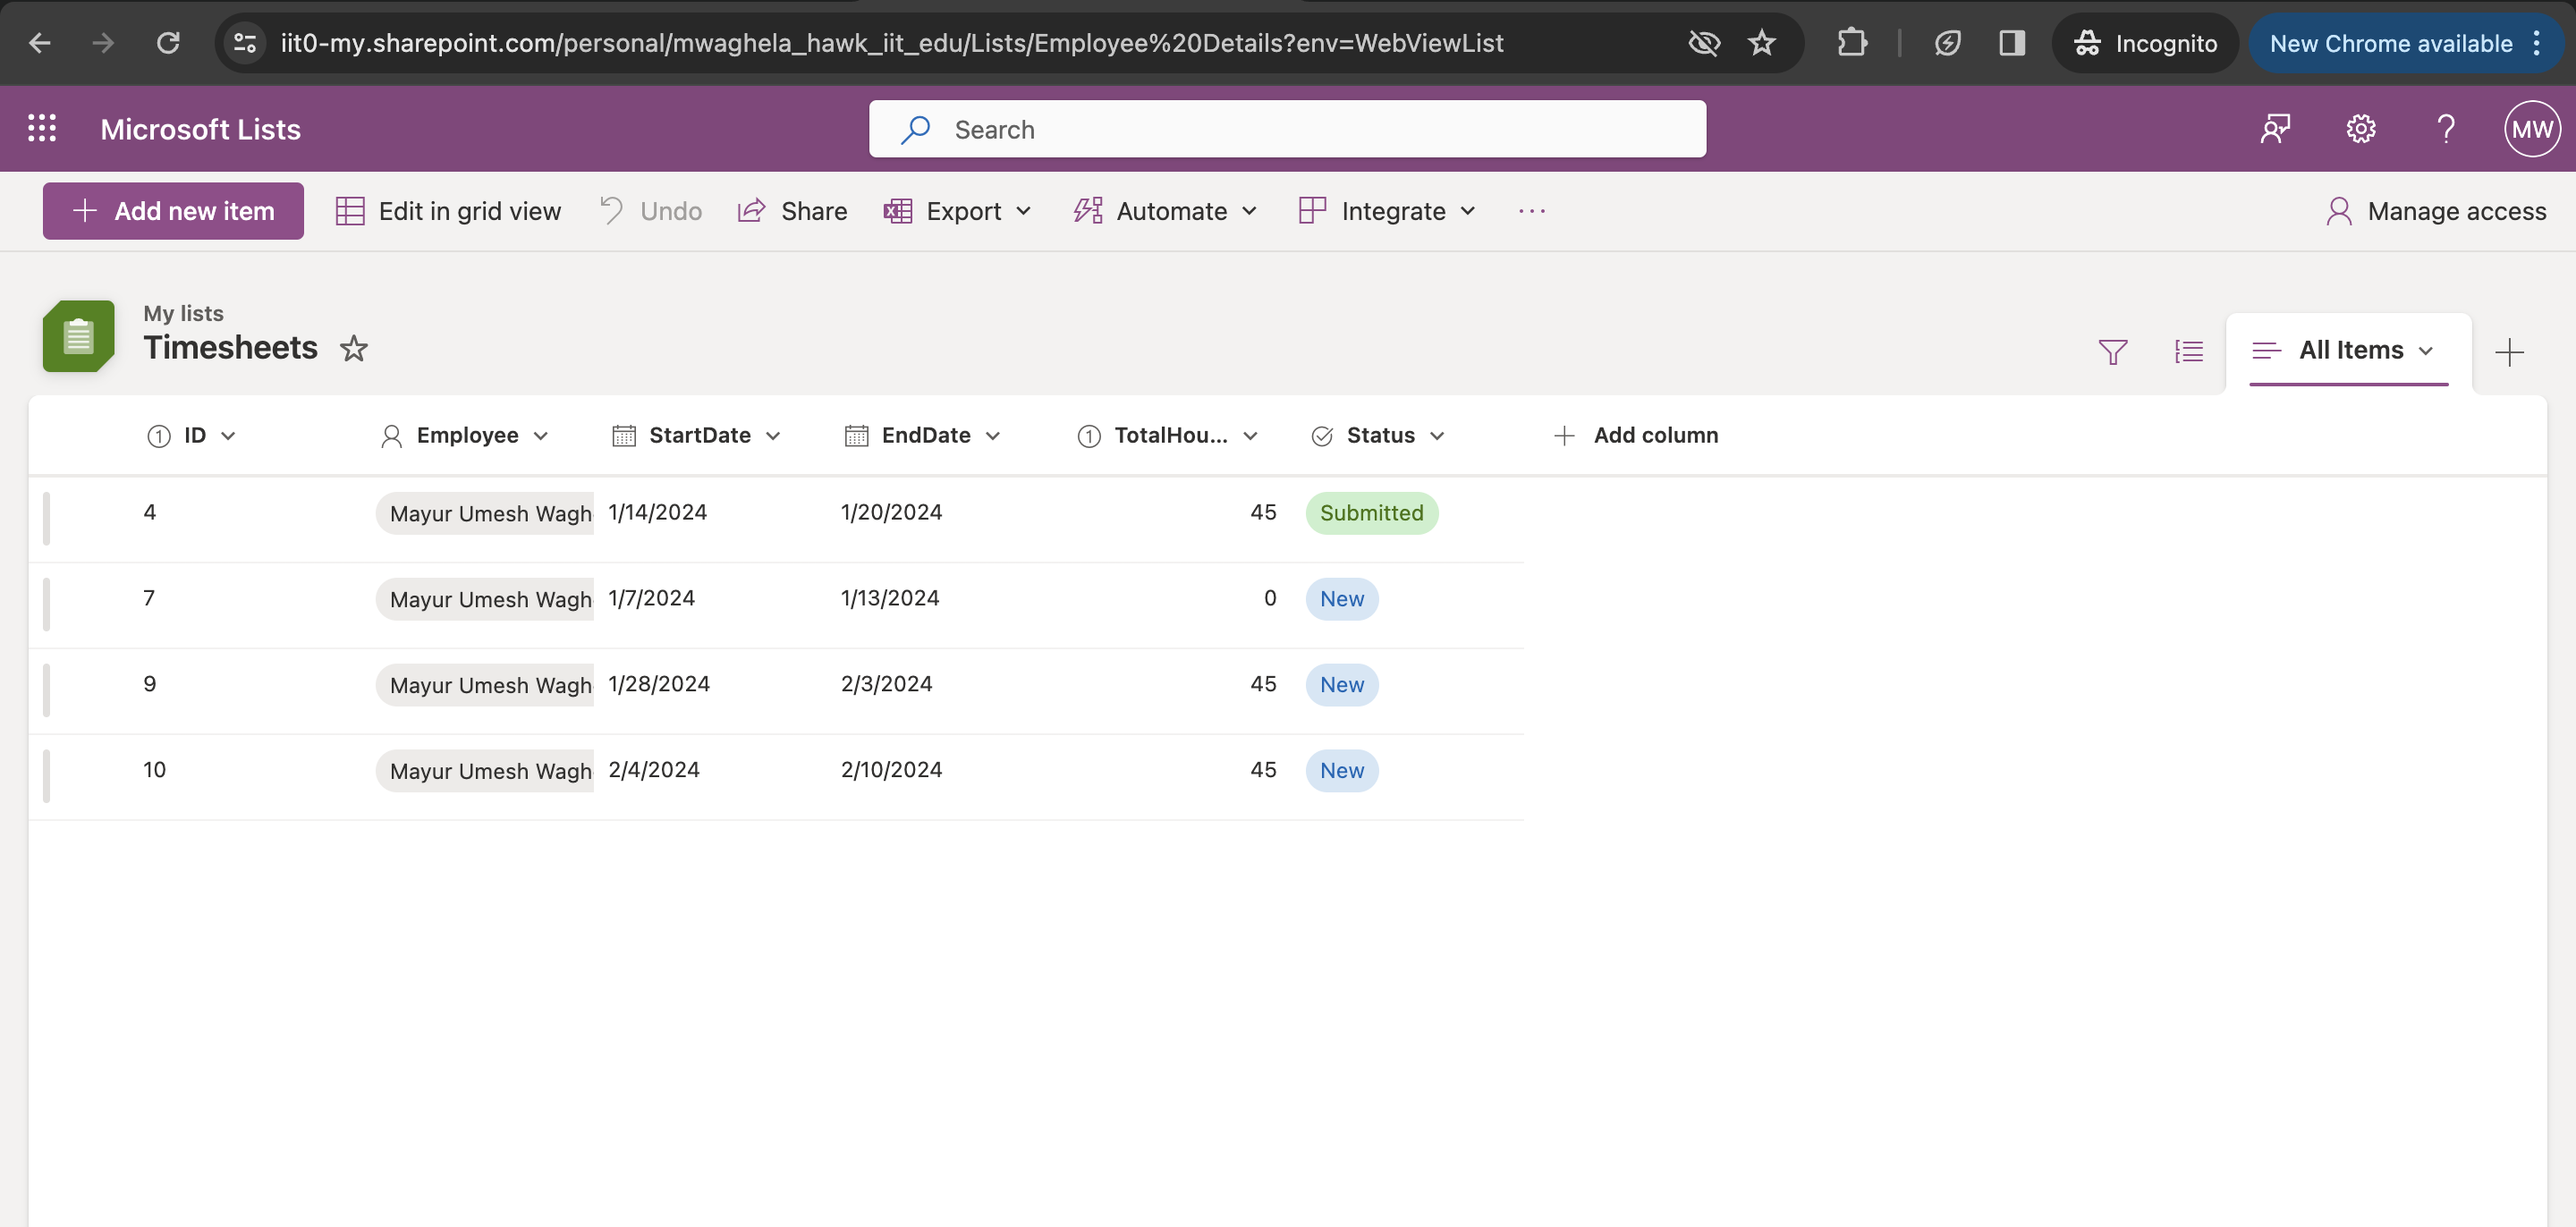 iit0-my.sharepoint.com/personal/mwaghela_hawk_iit_edu/Lists/Employee%20Details?env=WebViewList Incognito New Chrome available
Microsoft Lists Search MW
Add new item Edit in grid view Undo Share Export Automate Integrate Manage access
My lists
Timesheets All Items
ID Employee StartDate EndDate TotalHou... Status Add column
4 Mayur Umesh Wagh 1/14/2024 1/20/2024 45 Submitted
7 Mayur Umesh Wagh 1/7/2024 1/13/2024 0 New
9 Mayur Umesh Wagh 1/28/2024 2/3/2024 45 New
10 Mayur Umesh Wagh 2/4/2024 2/10/2024 45 New